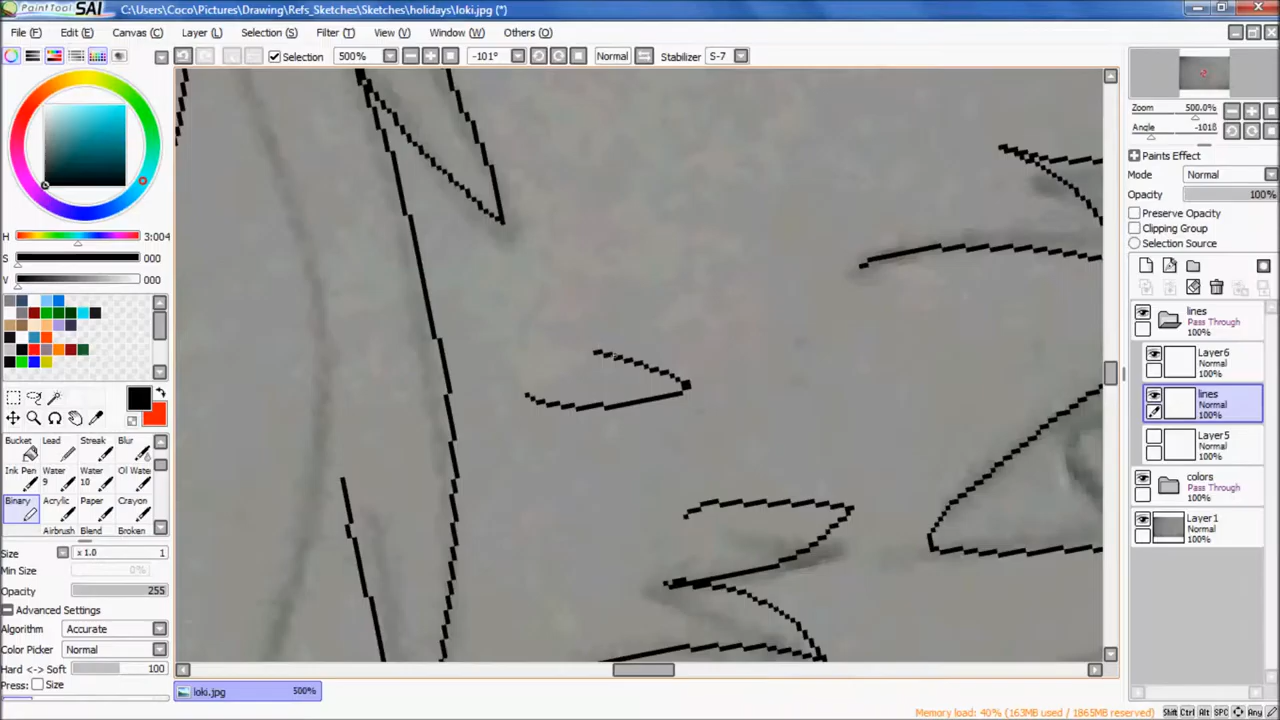 PaintTool SAI C:\Users\Coco\Pictures\Drawing\Refs_Sketches\Sketches\holidays\loki.jpg (*)
File (F) Edit (E) Canvas (C) Layer (L) Selection (S) Filter (T) View (V) Window (W) Others (O)
Selection 500% -101° Normal Stabilizer S-7
Zoom 500.0%
Angle -101δ
Paints Effect
Mode Normal
Opacity 100%
Preserve Opacity
Clipping Group
Selection Source
H 3:004
S 000
V 000
lines
Pass Through
100%
Layer6
Normal
100%
lines
Normal
100%
Layer5
Normal
100%
colors
Pass Through
100%
Layer1
Normal
100%
Bucket Lead Streak Blur
Ink Pen Water 9 Water 10 Oil Wate
Binary Acrylic Paper Crayon
Airbrush Blend Broken
Size x 1.0 1
Min Size 0%
Opacity 255
Advanced Settings
Algorithm Accurate
Color Picker Normal
Hard <-> Soft 100
Press: Size
loki.jpg 500%
Memory load: 40% (163MB used / 1865MB reserved) Shift Ctrl Alt SPC Any